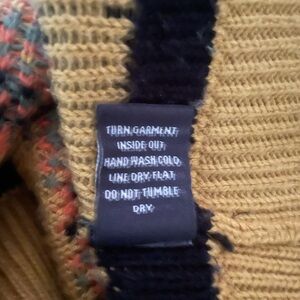 TURN GARMENT
INSIDE OUT.
HAND WASH COLD.
LINE DRY FLAT.
DO NOT TUMBLE
DRY.